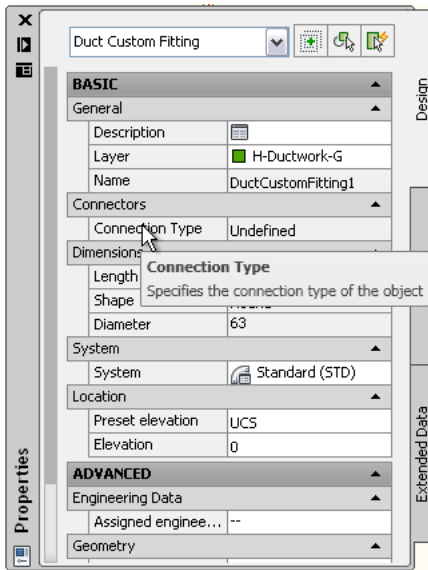 Duct Custom Fitting
Design
BASIC
General
Description
Layer H-Ductwork-G
Name DuctCustomFitting1
Connectors
Connection Type Undefined
Dimensions
Connection Type
Length
Specifies the connection type of the object
Shape
Diameter 63
System
System Standard (STD)
Location
Preset elevation UCS
Elevation 0
Extended Data
ADVANCED
Engineering Data
Assigned enginee... --
Geometry
Properties